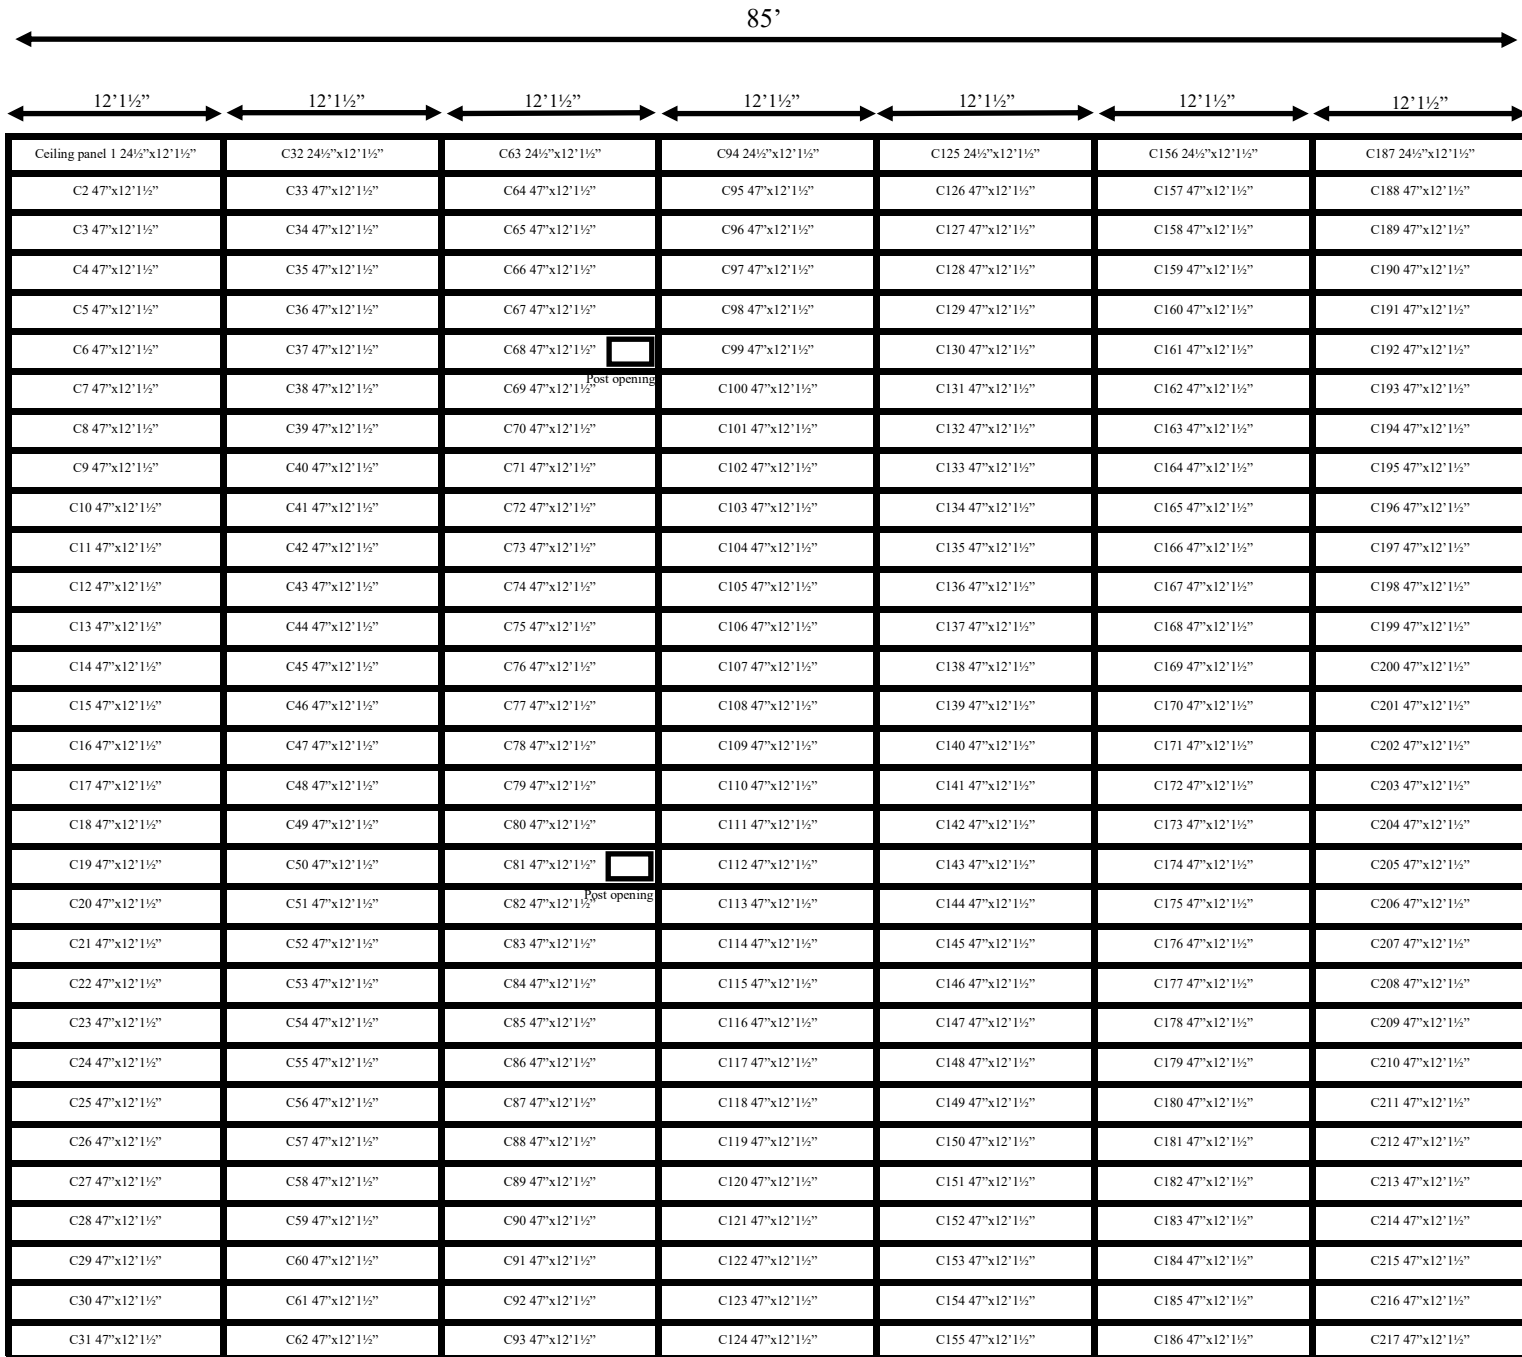 85’
12’1½” 12’1½” 12’1½” 12’1½” 12’1½” 12’1½” 12’1½”
Ceiling panel 1 24½”x12’1½” C32 24½”x12’1½” C63 24½”x12’1½” C94 24½”x12’1½” C125 24½”x12’1½” C156 24½”x12’1½” C187 24½”x12’1½”
C2 47”x12’1½” C33 47”x12’1½” C64 47”x12’1½” C95 47”x12’1½” C126 47”x12’1½” C157 47”x12’1½” C188 47”x12’1½”
C3 47”x12’1½” C34 47”x12’1½” C65 47”x12’1½” C96 47”x12’1½” C127 47”x12’1½” C158 47”x12’1½” C189 47”x12’1½”
C4 47”x12’1½” C35 47”x12’1½” C66 47”x12’1½” C97 47”x12’1½” C128 47”x12’1½” C159 47”x12’1½” C190 47”x12’1½”
C5 47”x12’1½” C36 47”x12’1½” C67 47”x12’1½” C98 47”x12’1½” C129 47”x12’1½” C160 47”x12’1½” C191 47”x12’1½”
C6 47”x12’1½” C37 47”x12’1½” C68 47”x12’1½” C99 47”x12’1½” C130 47”x12’1½” C161 47”x12’1½” C192 47”x12’1½”
Post opening
C7 47”x12’1½” C38 47”x12’1½” C69 47”x12’1½” C100 47”x12’1½” C131 47”x12’1½” C162 47”x12’1½” C193 47”x12’1½”
C8 47”x12’1½” C39 47”x12’1½” C70 47”x12’1½” C101 47”x12’1½” C132 47”x12’1½” C163 47”x12’1½” C194 47”x12’1½”
C9 47”x12’1½” C40 47”x12’1½” C71 47”x12’1½” C102 47”x12’1½” C133 47”x12’1½” C164 47”x12’1½” C195 47”x12’1½”
C10 47”x12’1½” C41 47”x12’1½” C72 47”x12’1½” C103 47”x12’1½” C134 47”x12’1½” C165 47”x12’1½” C196 47”x12’1½”
C11 47”x12’1½” C42 47”x12’1½” C73 47”x12’1½” C104 47”x12’1½” C135 47”x12’1½” C166 47”x12’1½” C197 47”x12’1½”
C12 47”x12’1½” C43 47”x12’1½” C74 47”x12’1½” C105 47”x12’1½” C136 47”x12’1½” C167 47”x12’1½” C198 47”x12’1½”
C13 47”x12’1½” C44 47”x12’1½” C75 47”x12’1½” C106 47”x12’1½” C137 47”x12’1½” C168 47”x12’1½” C199 47”x12’1½”
C14 47”x12’1½” C45 47”x12’1½” C76 47”x12’1½” C107 47”x12’1½” C138 47”x12’1½” C169 47”x12’1½” C200 47”x12’1½”
C15 47”x12’1½” C46 47”x12’1½” C77 47”x12’1½” C108 47”x12’1½” C139 47”x12’1½” C170 47”x12’1½” C201 47”x12’1½”
C16 47”x12’1½” C47 47”x12’1½” C78 47”x12’1½” C109 47”x12’1½” C140 47”x12’1½” C171 47”x12’1½” C202 47”x12’1½”
C17 47”x12’1½” C48 47”x12’1½” C79 47”x12’1½” C110 47”x12’1½” C141 47”x12’1½” C172 47”x12’1½” C203 47”x12’1½”
C18 47”x12’1½” C49 47”x12’1½” C80 47”x12’1½” C111 47”x12’1½” C142 47”x12’1½” C173 47”x12’1½” C204 47”x12’1½”
C19 47”x12’1½” C50 47”x12’1½” C81 47”x12’1½” C112 47”x12’1½” C143 47”x12’1½” C174 47”x12’1½” C205 47”x12’1½”
Post opening
C20 47”x12’1½” C51 47”x12’1½” C82 47”x12’1½” C113 47”x12’1½” C144 47”x12’1½” C175 47”x12’1½” C206 47”x12’1½”
C21 47”x12’1½” C52 47”x12’1½” C83 47”x12’1½” C114 47”x12’1½” C145 47”x12’1½” C176 47”x12’1½” C207 47”x12’1½”
C22 47”x12’1½” C53 47”x12’1½” C84 47”x12’1½” C115 47”x12’1½” C146 47”x12’1½” C177 47”x12’1½” C208 47”x12’1½”
C23 47”x12’1½” C54 47”x12’1½” C85 47”x12’1½” C116 47”x12’1½” C147 47”x12’1½” C178 47”x12’1½” C209 47”x12’1½”
C24 47”x12’1½” C55 47”x12’1½” C86 47”x12’1½” C117 47”x12’1½” C148 47”x12’1½” C179 47”x12’1½” C210 47”x12’1½”
C25 47”x12’1½” C56 47”x12’1½” C87 47”x12’1½” C118 47”x12’1½” C149 47”x12’1½” C180 47”x12’1½” C211 47”x12’1½”
C26 47”x12’1½” C57 47”x12’1½” C88 47”x12’1½” C119 47”x12’1½” C150 47”x12’1½” C181 47”x12’1½” C212 47”x12’1½”
C27 47”x12’1½” C58 47”x12’1½” C89 47”x12’1½” C120 47”x12’1½” C151 47”x12’1½” C182 47”x12’1½” C213 47”x12’1½”
C28 47”x12’1½” C59 47”x12’1½” C90 47”x12’1½” C121 47”x12’1½” C152 47”x12’1½” C183 47”x12’1½” C214 47”x12’1½”
C29 47”x12’1½” C60 47”x12’1½” C91 47”x12’1½” C122 47”x12’1½” C153 47”x12’1½” C184 47”x12’1½” C215 47”x12’1½”
C30 47”x12’1½” C61 47”x12’1½” C92 47”x12’1½” C123 47”x12’1½” C154 47”x12’1½” C185 47”x12’1½” C216 47”x12’1½”
C31 47”x12’1½” C62 47”x12’1½” C93 47”x12’1½” C124 47”x12’1½” C155 47”x12’1½” C186 47”x12’1½” C217 47”x12’1½”